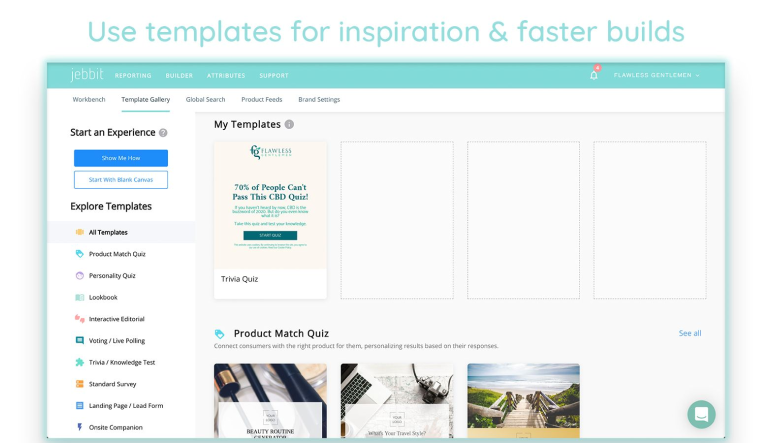 Use templates for inspiration & faster builds
jebbit REPORTING BUILDER ATTRIBUTES SUPPORT 4 FLAWLESS GENTLEMEN
Workbench Template Gallery Global Search Product Feeds Brand Settings
Start an Experience ?
Show Me How
Start With Blank Canvas
Explore Templates
All Templates
Product Match Quiz
Personality Quiz
Lookbook
Interactive Editorial
Voting / Live Polling
Trivia / Knowledge Test
Standard Survey
Landing Page / Lead Form
Onsite Companion
My Templates i
FLAWLESS
GENTLEMEN
70% of People Can't
Pass This CBD Quiz!
If you haven't heard by now, CBD is the
buzzword of 2020. But do you even know
what it is?
Take this quiz and test your knowledge.
START QUIZ
Trivia Quiz
Product Match Quiz See all
Connect consumers with the right product for them, personalizing results based on their responses.
YOUR
LOGO
BEAUTY ROUTINE
GENERATOR
What's Your Travel Style?